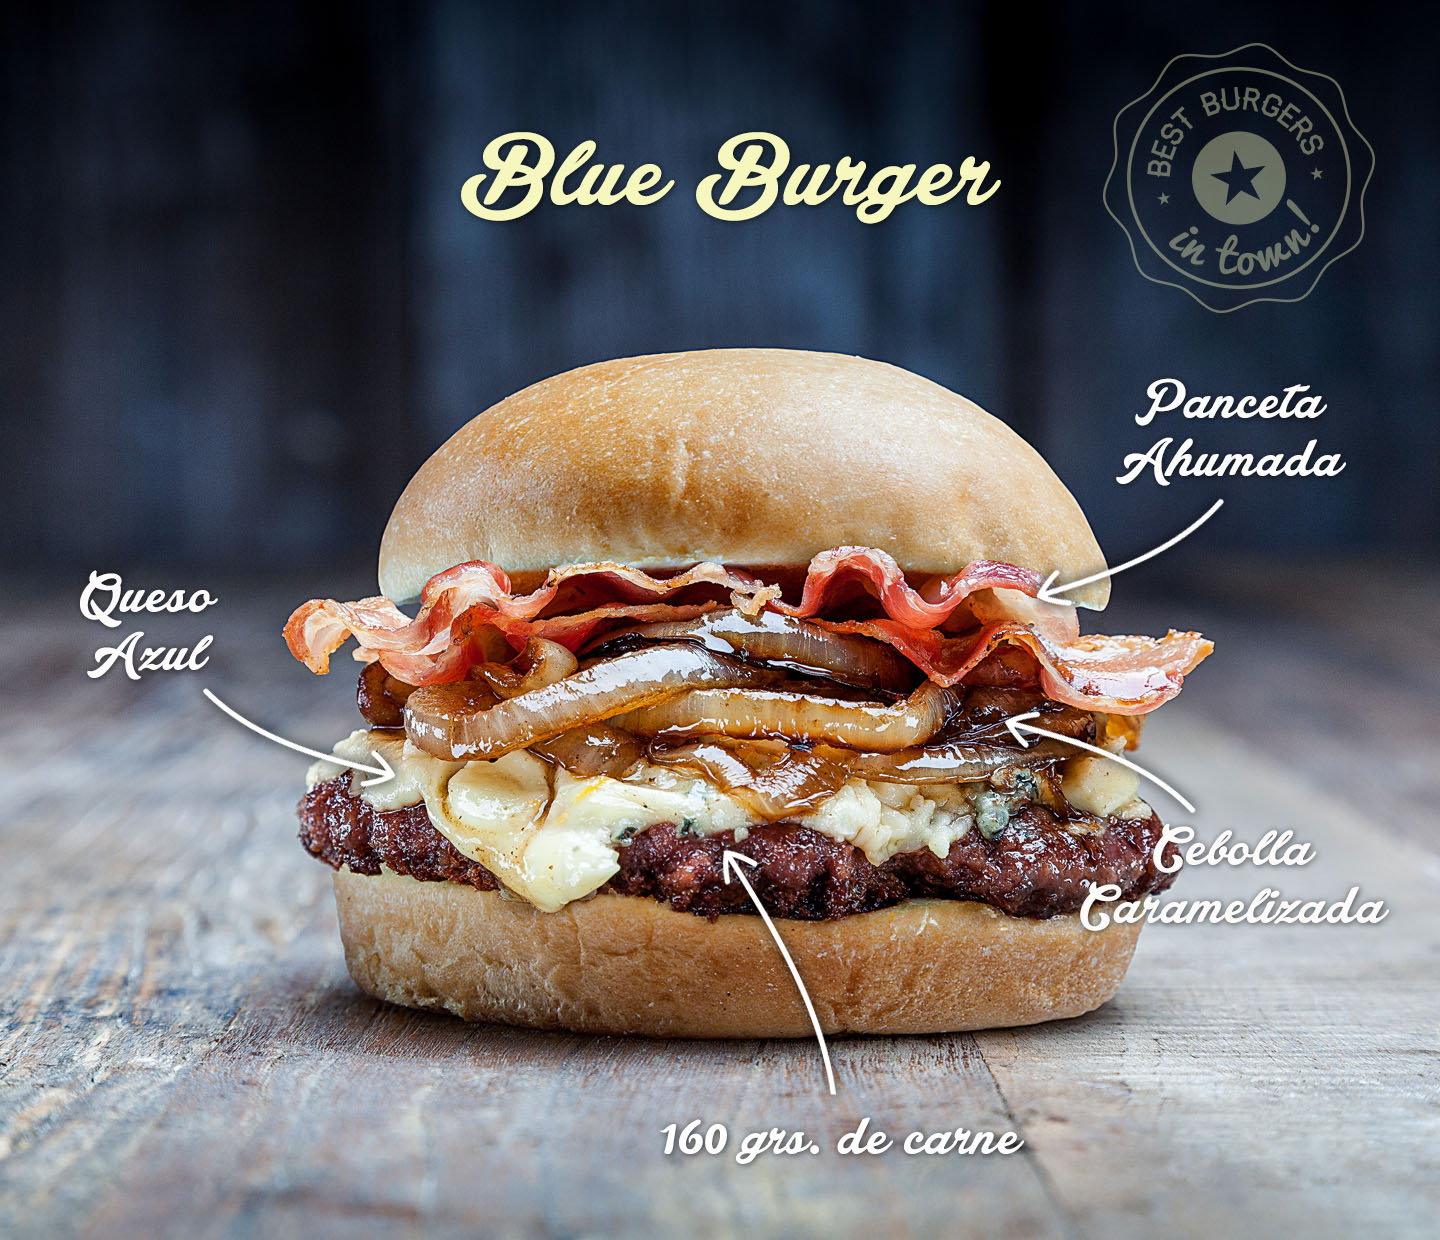 Blue Burger
BEST BURGERS
in town!
Panceta
Ahumada
Queso
Azul
Cebolla
Caramelizada
160 grs. de carne